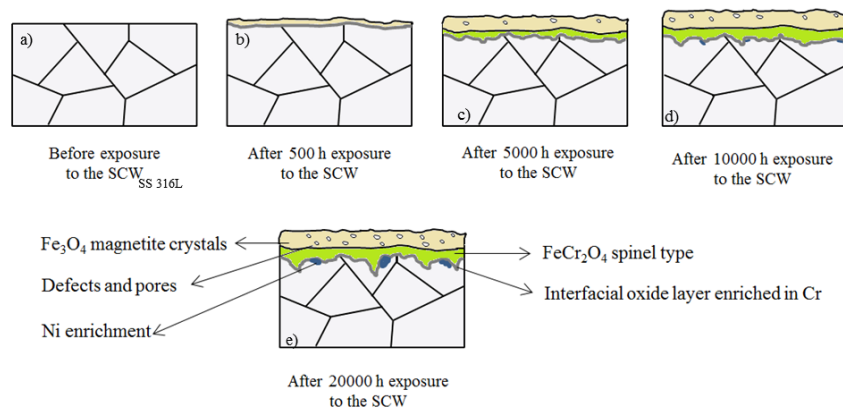 a)
b)
c)
d)
Before exposure
to the SCW
SS 316L
After 500 h exposure
to the SCW
After 5000 h exposure
to the SCW
After 10000 h exposure
to the SCW
Fe₃O₄ magnetite crystals
Defects and pores
Ni enrichment
FeCr₂O₄ spinel type
Interfacial oxide layer enriched in Cr
e)
After 20000 h exposure
to the SCW